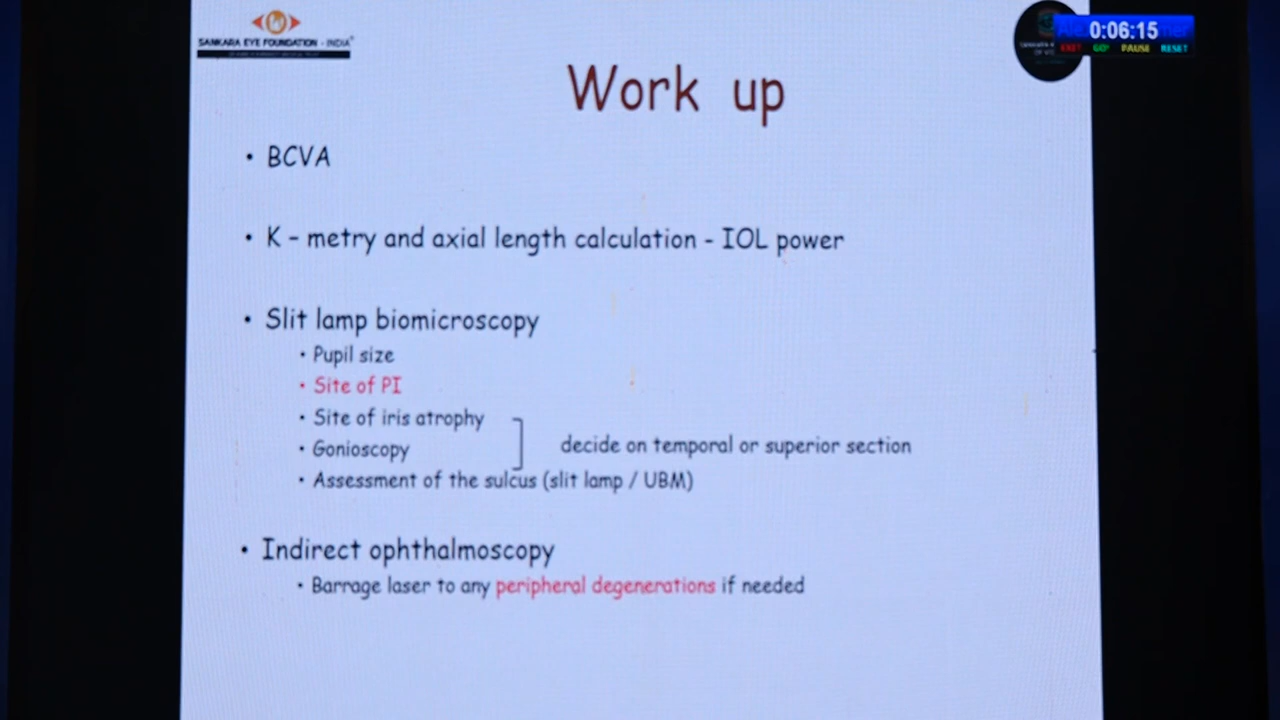 SANKARA EYE FOUNDATION - INDIA
0:06:15
EXIT GO! PAUSE RESET
Work up
• BCVA
• K – metry and axial length calculation - IOL power
• Slit lamp biomicroscopy
• Pupil size
• Site of PI
• Site of iris atrophy
• Gonioscopy
decide on temporal or superior section
• Assessment of the sulcus (slit lamp / UBM)
• Indirect ophthalmoscopy
• Barrage laser to any peripheral degenerations if needed